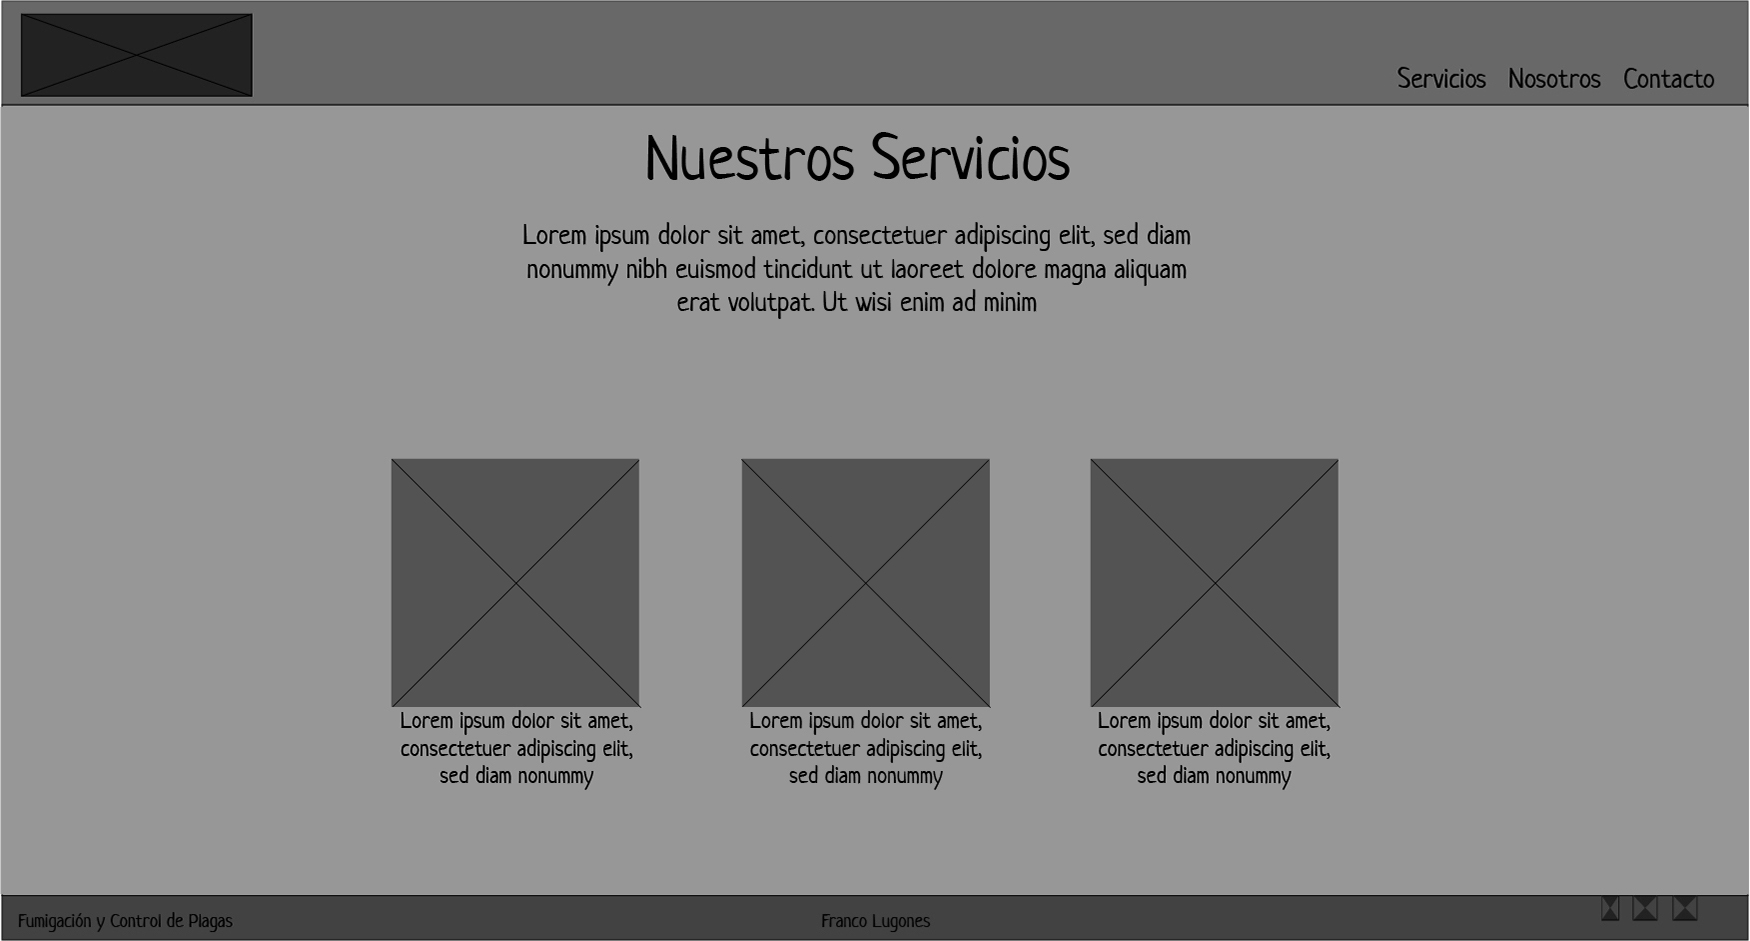 Servicios Nosotros Contacto
Nuestros Servicios
Lorem ipsum dolor sit amet, consectetuer adipiscing elit, sed diam
nonummy nibh euismod tincidunt ut laoreet dolore magna aliquam
erat volutpat. Ut wisi enim ad minim
Lorem ipsum dolor sit amet,
consectetuer adipiscing elit,
sed diam nonummy
Lorem ipsum dolor sit amet,
consectetuer adipiscing elit,
sed diam nonummy
Lorem ipsum dolor sit amet,
consectetuer adipiscing elit,
sed diam nonummy
Fumigación y Control de Plagas
Franco Lugones